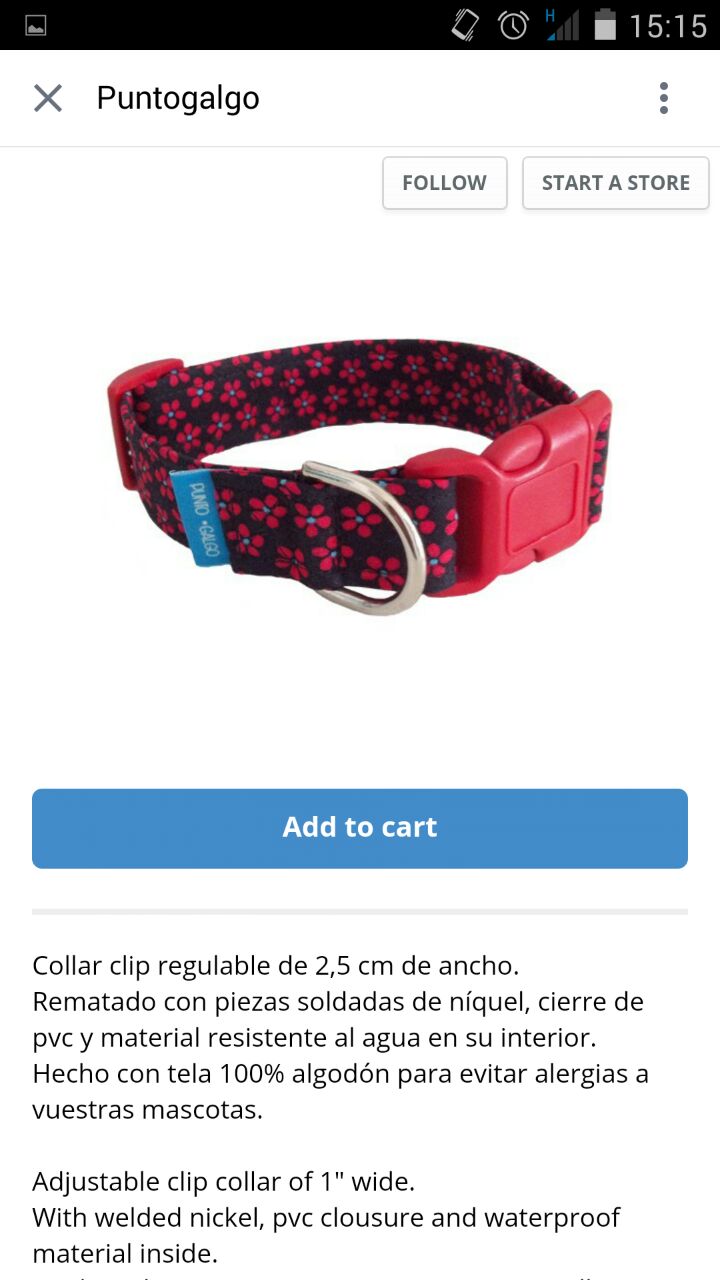 H 15:15
Puntogalgo
FOLLOW START A STORE
PUNTO • GALGO
Add to cart
Collar clip regulable de 2,5 cm de ancho.
Rematado con piezas soldadas de níquel, cierre de
pvc y material resistente al agua en su interior.
Hecho con tela 100% algodón para evitar alergias a
vuestras mascotas.
Adjustable clip collar of 1" wide.
With welded nickel, pvc clousure and waterproof
material inside.